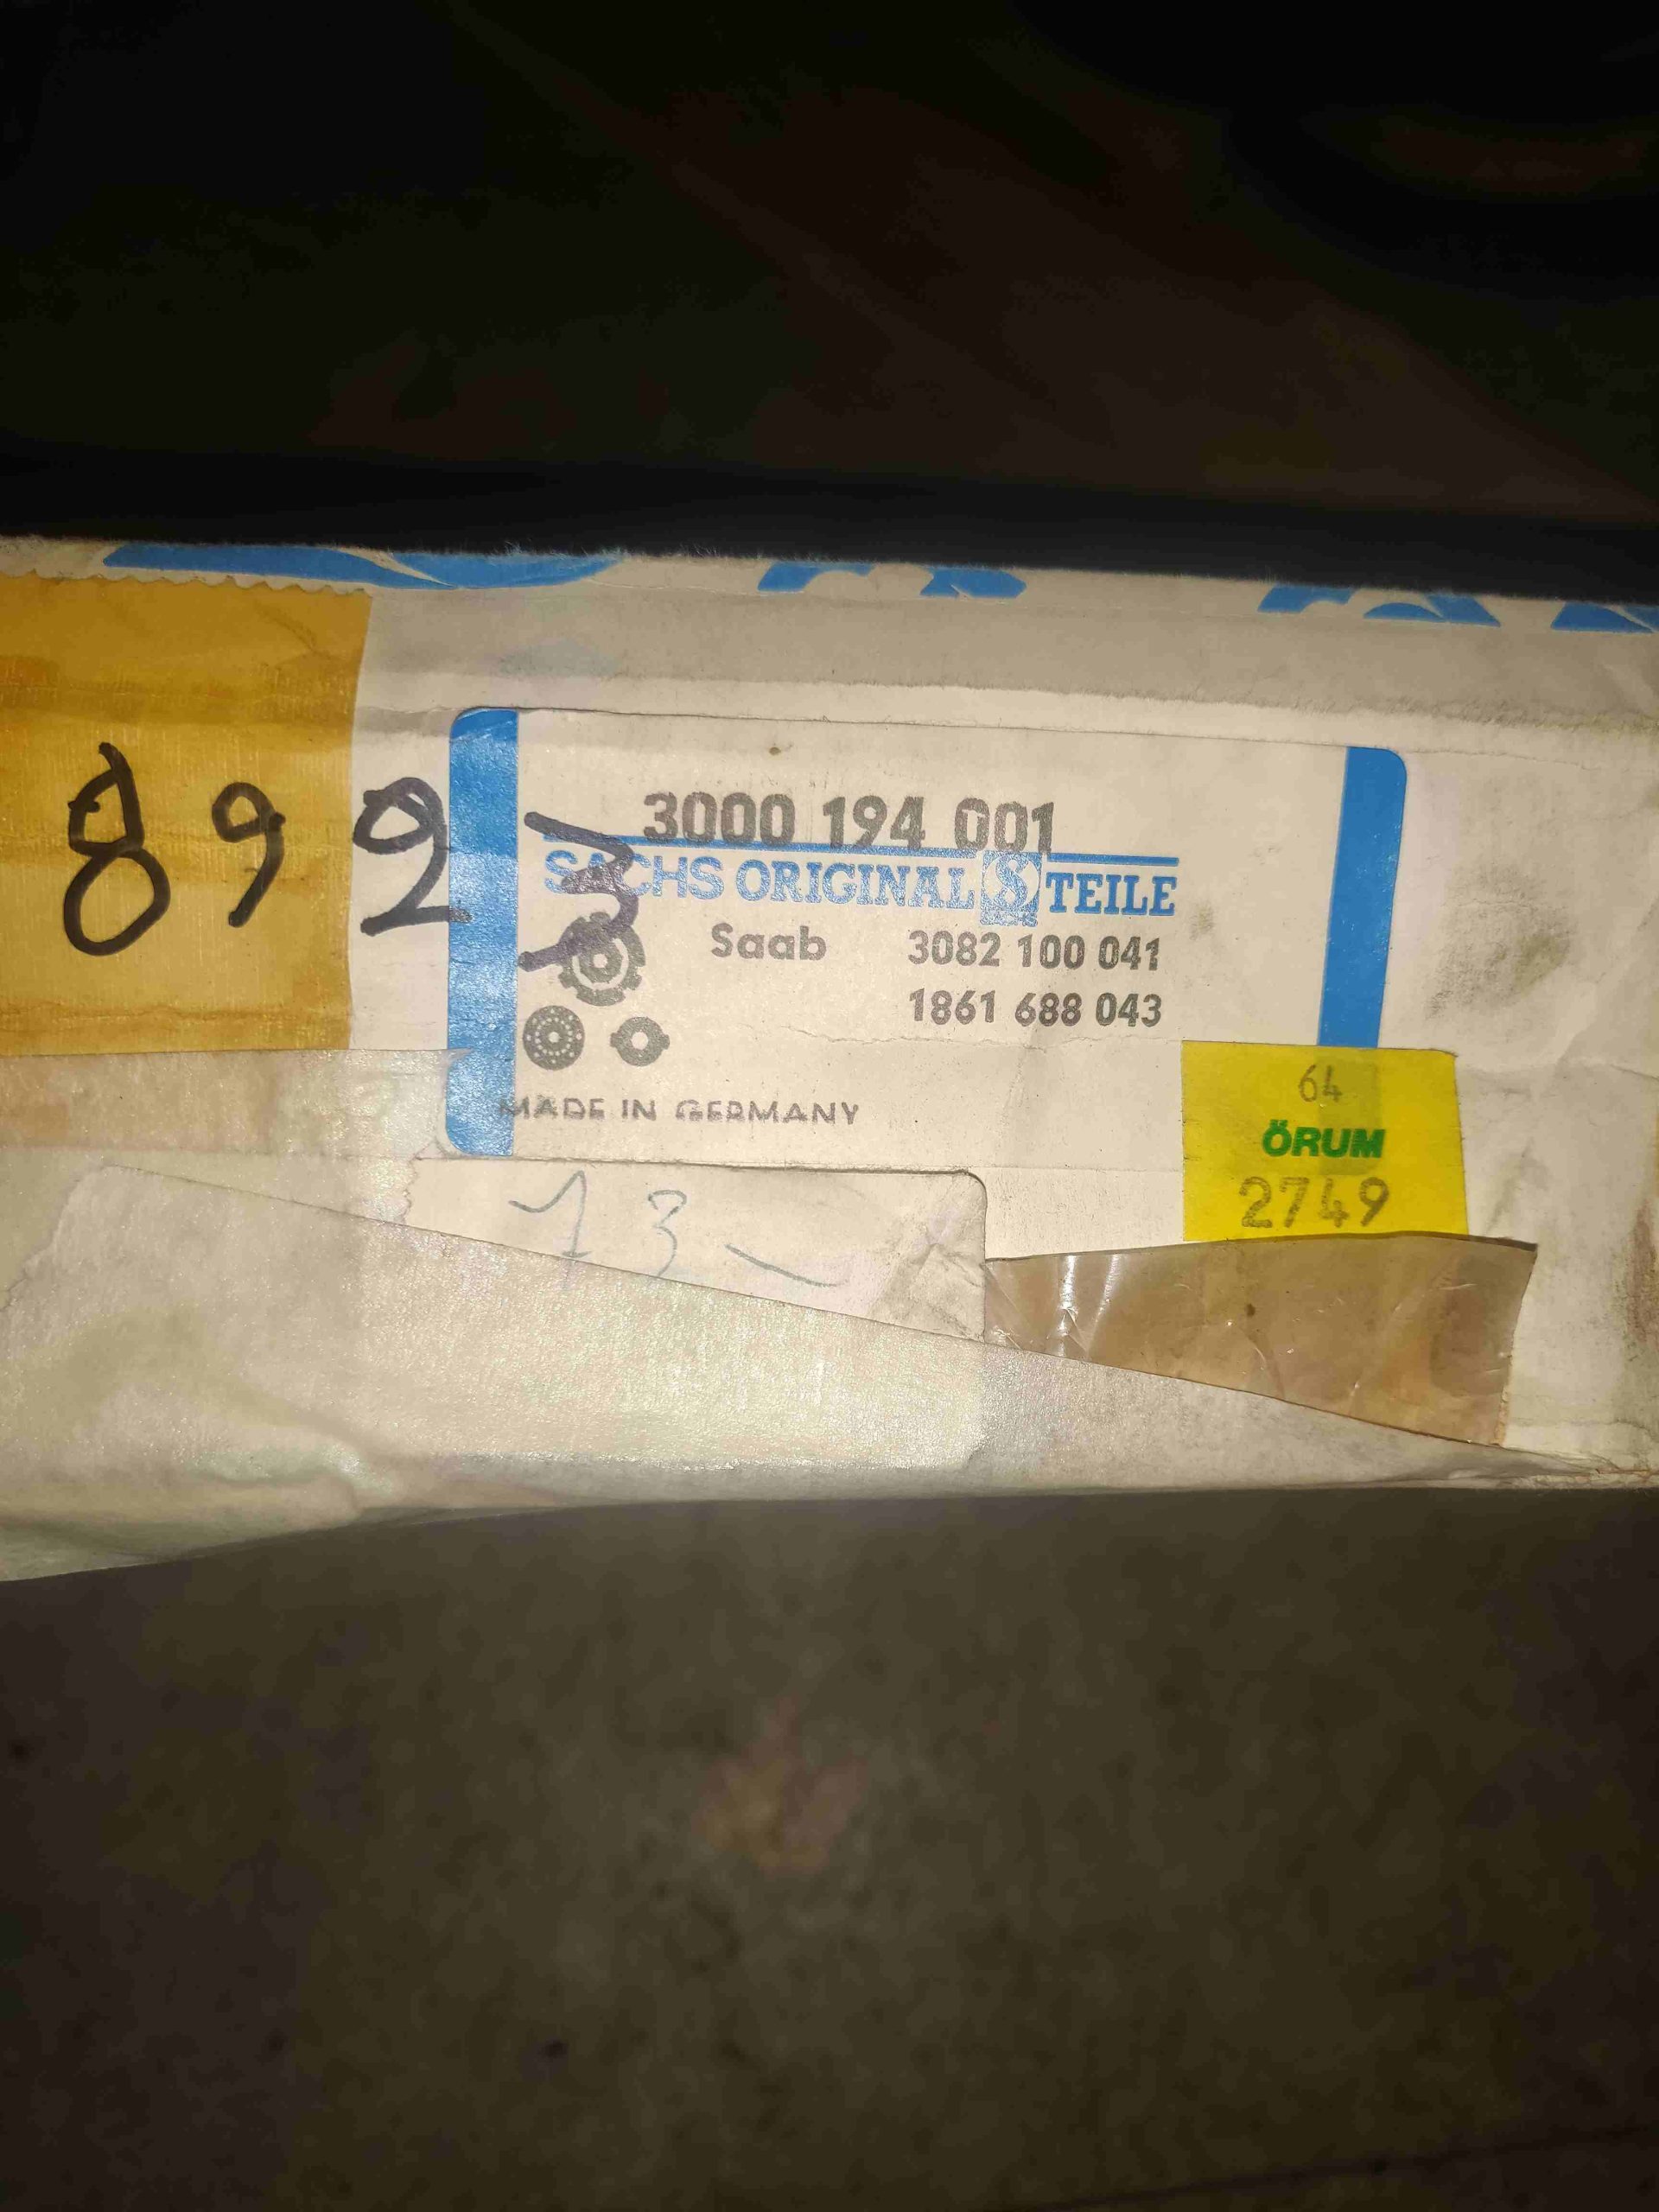 8923
3000 194 001
SACHS ORIGINAL S TEILE
Saab 3082 100 041
1861 688 043
MADE IN GERMANY
64
ÖRUM
2749
73